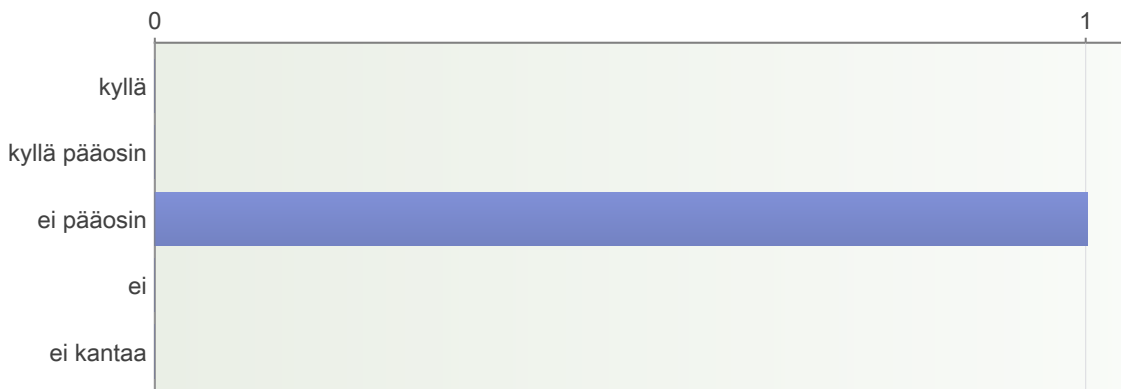 0 1
kyllä
kyllä pääosin
ei pääosin
ei
ei kantaa